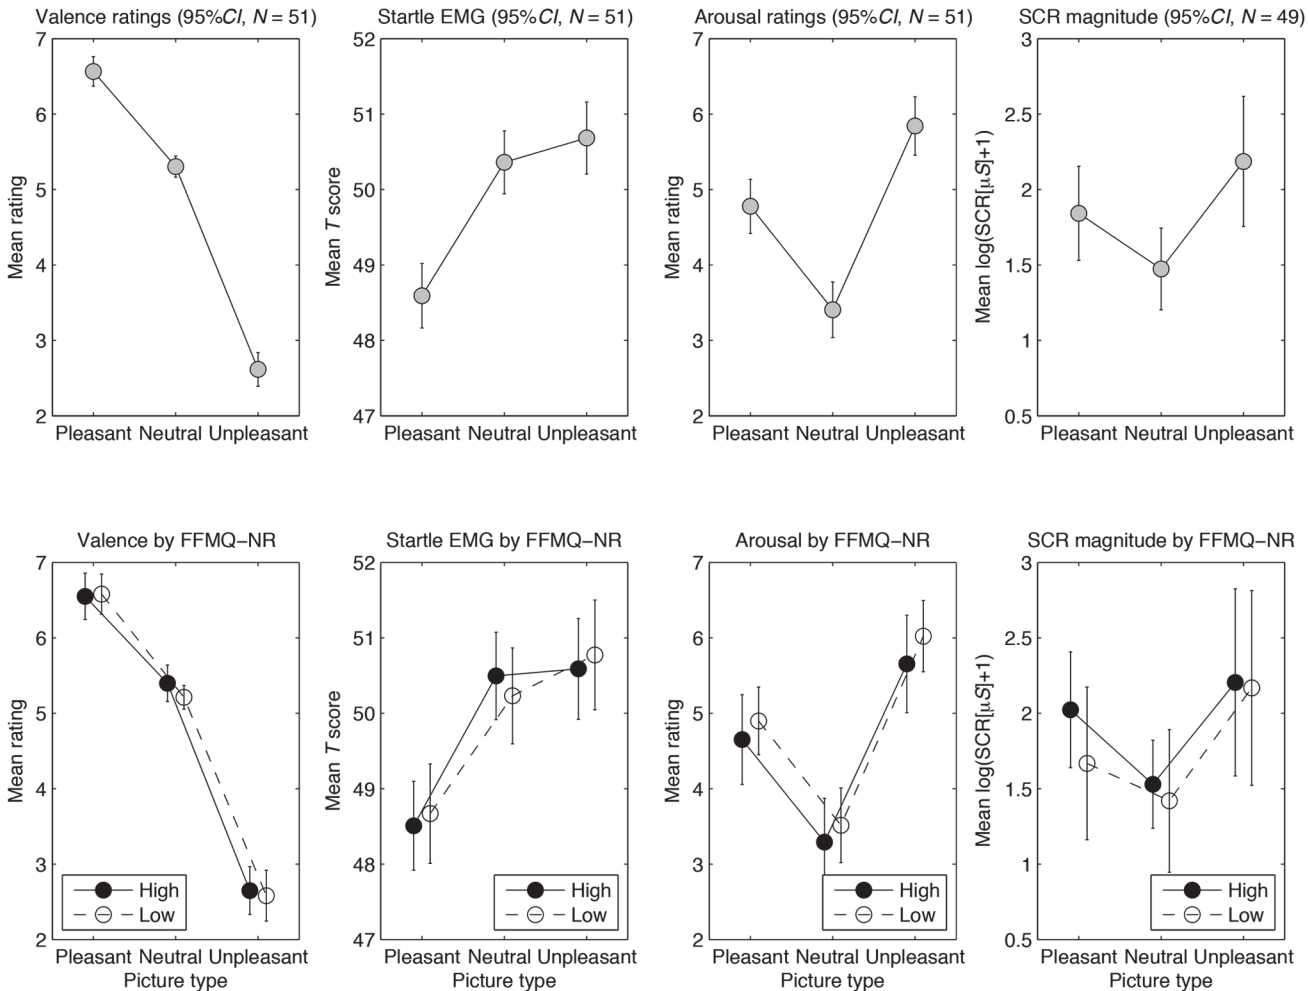 Valence ratings (95%CI, N = 51)
Startle EMG (95%CI, N = 51)
Arousal ratings (95%CI, N = 51)
SCR magnitude (95%CI, N = 49)
Mean rating
7
6
5
4
3
2
Pleasant Neutral Unpleasant
Mean T score
52
51
50
49
48
47
Pleasant Neutral Unpleasant
Mean rating
7
6
5
4
3
2
Pleasant Neutral Unpleasant
Mean log(SCR[μS]+1)
3
2.5
2
1.5
1
0.5
Pleasant Neutral Unpleasant
Valence by FFMQ−NR
Startle EMG by FFMQ−NR
Arousal by FFMQ−NR
SCR magnitude by FFMQ−NR
Mean rating
7
6
5
4
3
2
High
Low
Pleasant Neutral Unpleasant
Picture type
Mean T score
52
51
50
49
48
47
High
Low
Pleasant Neutral Unpleasant
Picture type
Mean rating
7
6
5
4
3
2
High
Low
Pleasant Neutral Unpleasant
Picture type
Mean log(SCR[μS]+1)
3
2.5
2
1.5
1
0.5
High
Low
Pleasant Neutral Unpleasant
Picture type